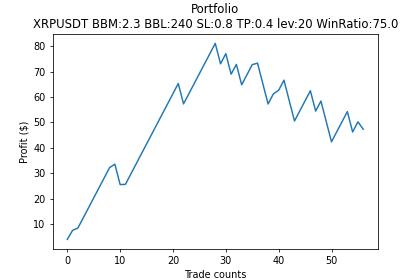 Portfolio
XRPUSDT BBM:2.3 BBL:240 SL:0.8 TP:0.4 lev:20 WinRatio:75.0
80
70
60
50
40
30
20
10
Profit ($)
0 10 20 30 40 50
Trade counts